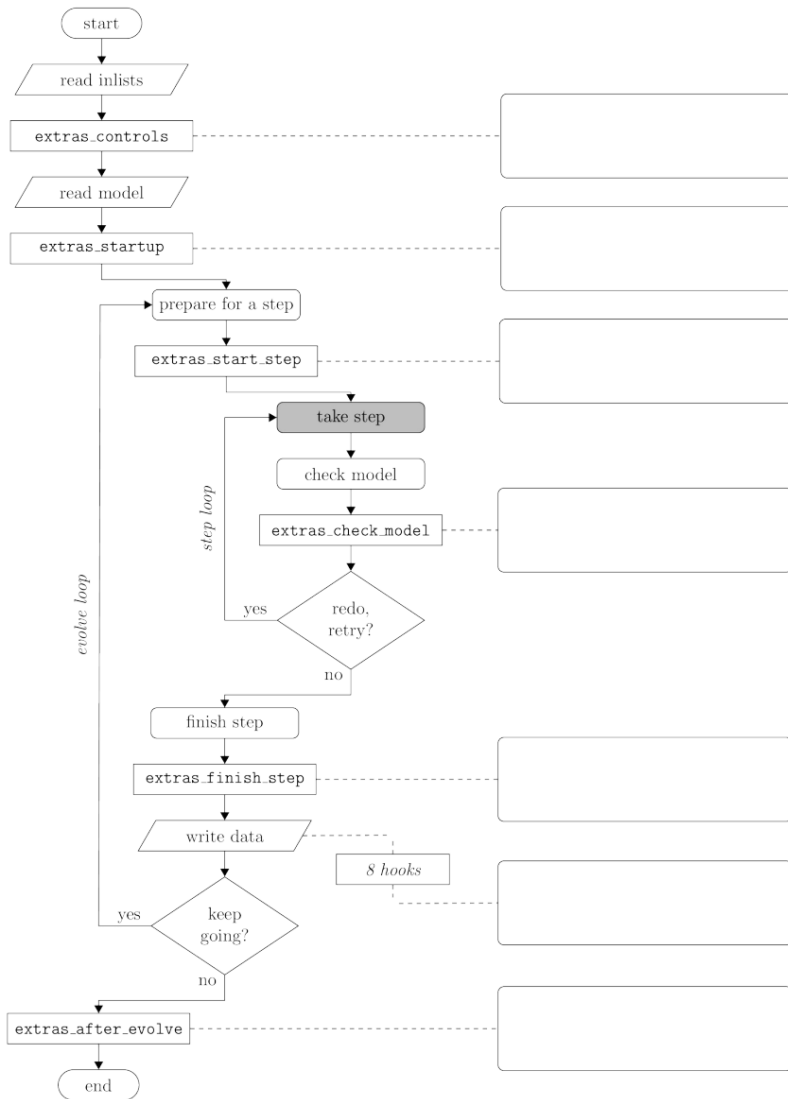 start
read inlists
extras_controls
read model
extras_startup
prepare for a step
extras_start_step
take step
check model
step loop
extras_check_model
evolve loop
yes
redo,
retry?
no
finish step
extras_finish_step
write data
8 hooks
yes
keep
going?
no
extras_after_evolve
end